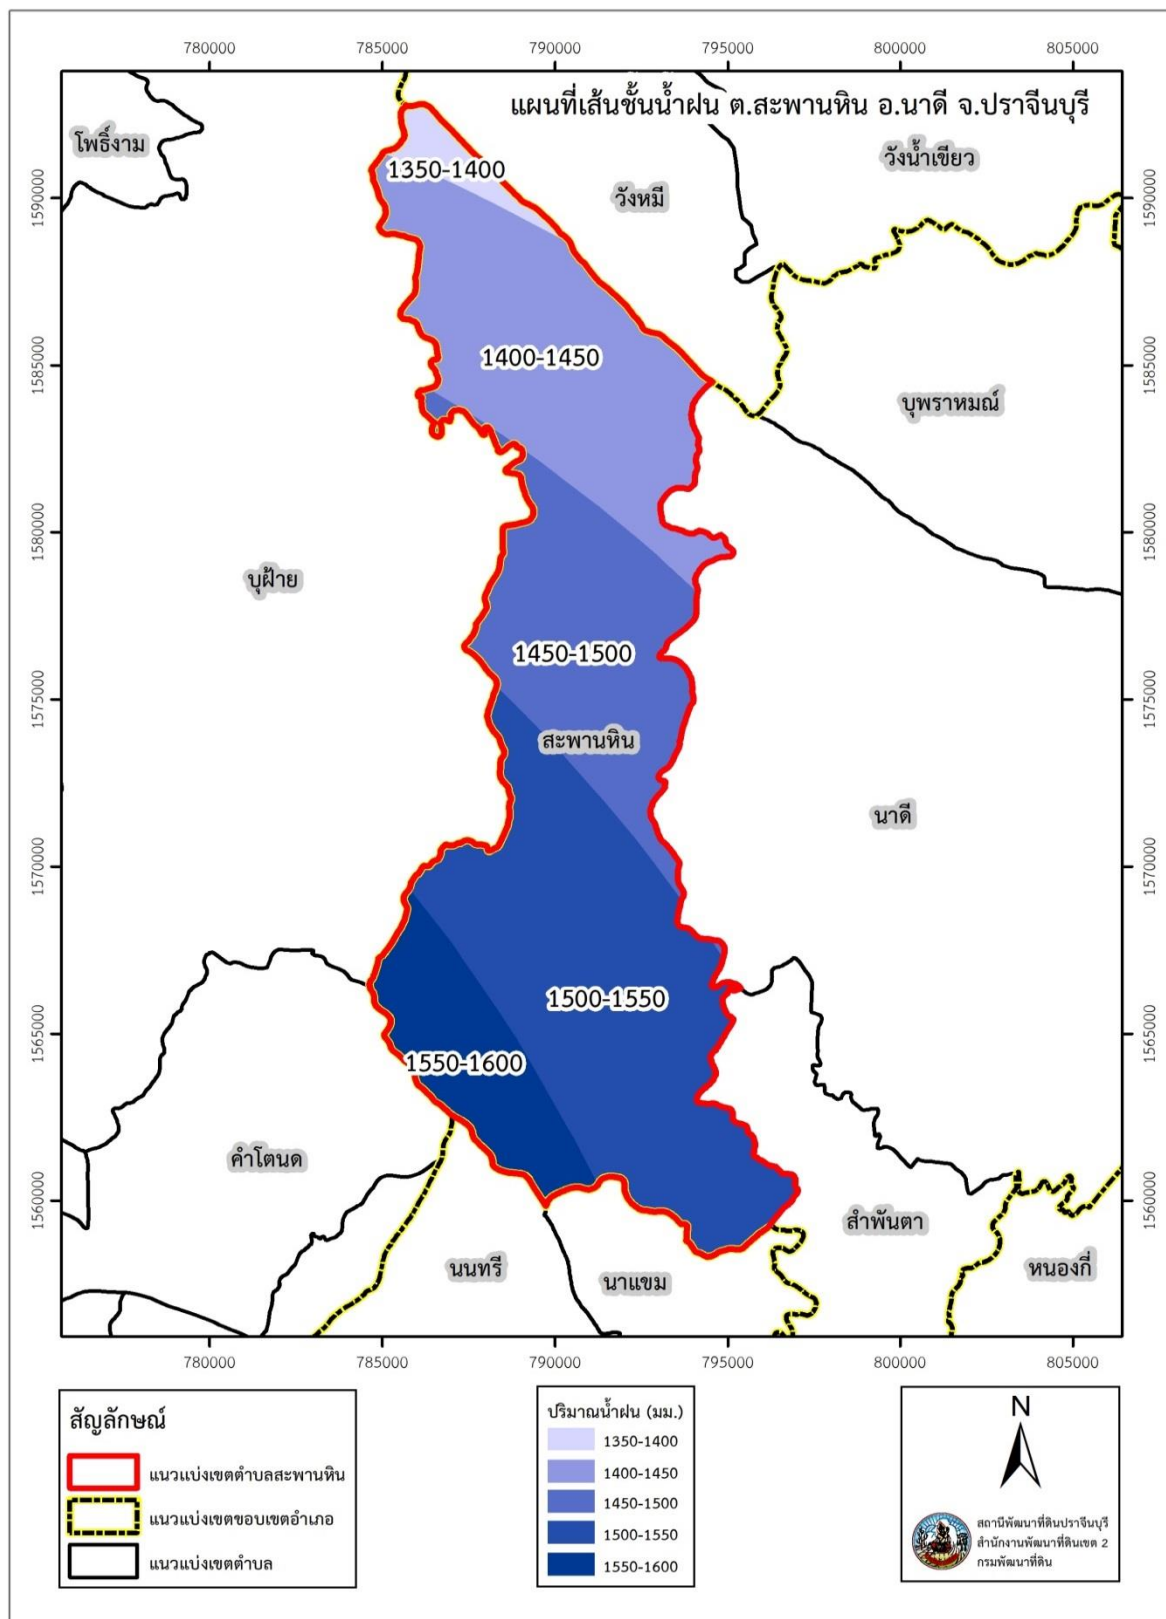 780000 785000 790000 795000 800000 805000
แผนที่เส้นชั้นน้ำฝน ต.สะพานหิน อ.นาดี จ.ปราจีนบุรี
โพธิ์งาม
วังน้ำเขียว
1350-1400
วังหมี
1590000
1590000
1400-1450
1585000
1585000
บุพราหมณ์
1580000
1580000
บุฝ้าย
1450-1500
1575000
1575000
สะพานหิน
นาดี
1570000
1570000
1500-1550
1565000
1565000
1550-1600
คำโตนด
1560000
1560000
สำพันตา
นนทรี
นาแขม
หนองกี่
780000 785000 790000 795000 800000 805000
สัญลักษณ์
แนวแบ่งเขตตำบลสะพานหิน
แนวแบ่งเขตขอบเขตอำเภอ
แนวแบ่งเขตตำบล
ปริมาณน้ำฝน (มม.)
1350-1400
1400-1450
1450-1500
1500-1550
1550-1600
N
สถานีพัฒนาที่ดินปราจีนบุรี
สำนักงานพัฒนาที่ดินเขต 2
กรมพัฒนาที่ดิน